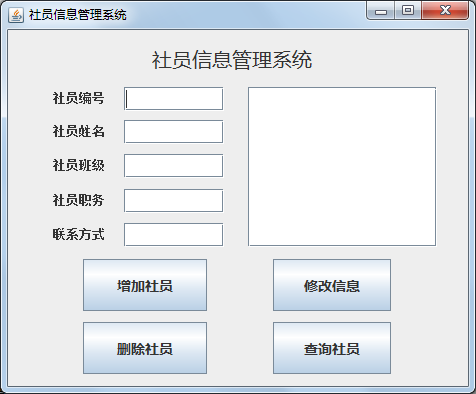 社员信息管理系统
社员信息管理系统
社员编号
社员姓名
社员班级
社员职务
联系方式
增加社员
修改信息
删除社员
查询社员